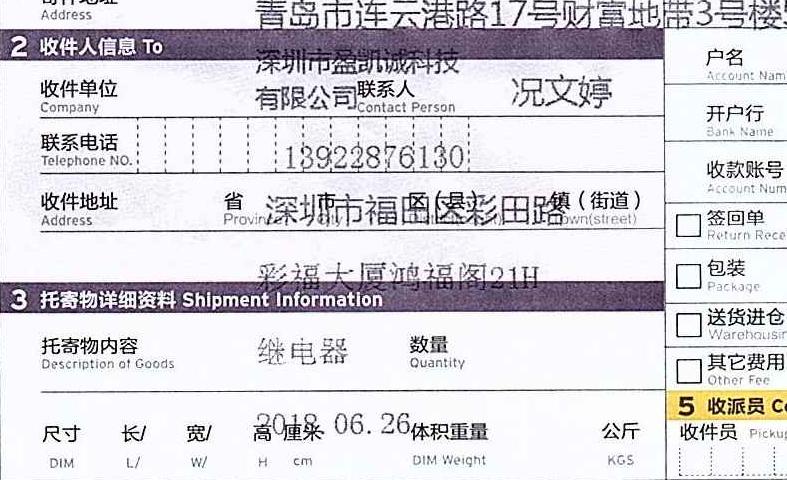 Address
青岛市连云港路17号财富地带3号楼
2 收件人信息 To
深圳市盈凯诚科技
收件单位 有限公司 联系人 况文婷
Company Contact Person
联系电话
Telephone NO. 13922876130
收件地址 省 市 区(县) 镇(街道)
Address Province Town(street)
深圳市福田区彩田路
彩福大厦鸿福阁21H
3 托寄物详细资料 Shipment Information
托寄物内容 继电器 数量
Description of Goods Quantity
2018.06.26
尺寸 长/ 宽/ 高 厘米 体积重量 公斤
DIM L/ W/ H cm DIM Weight KGS
户名
Account Nam
开户行
Bank Name
收款账号
Account Num
签回单
Return Rece
包装
Package
送货进仓
Warehousin
其它费用
Other Fee
5 收派员 Co
收件员 Pickup